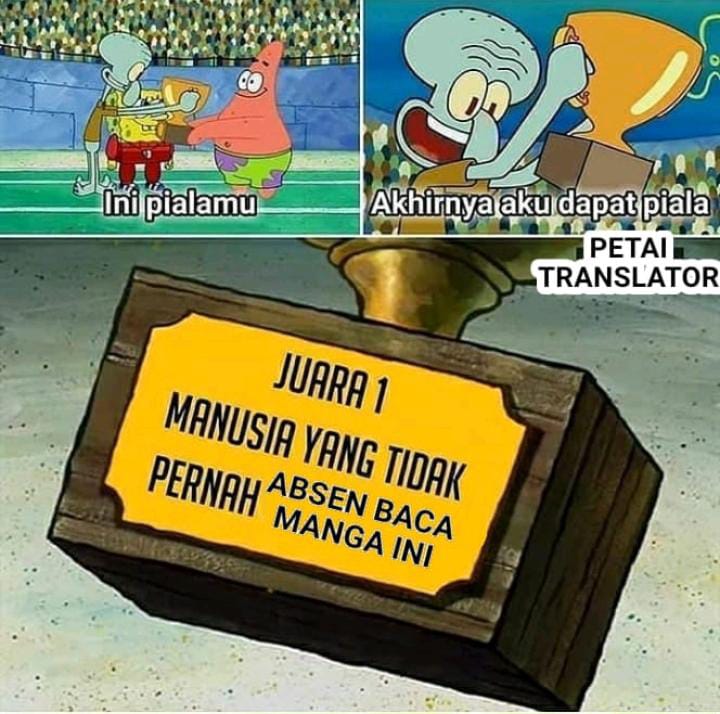 Ini pialamu
Akhirnya aku dapat piala
PETAI
TRANSLATOR
JUARA 1
MANUSIA YANG TIDAK
PERNAH ABSEN BACA
MANGA INI